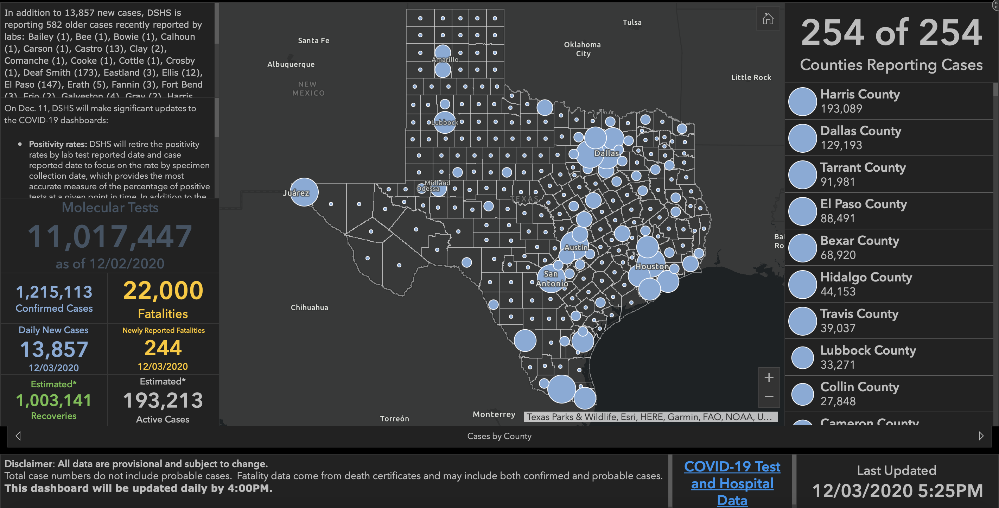 In addition to 13,857 new cases, DSHS is
reporting 582 older cases recently reported by
labs: Bailey (1), Bee (1), Bowie (1), Calhoun
(1), Carson (1), Castro (13), Clay (2),
Comanche (1), Cooke (1), Cottle (1), Crosby
(1), Deaf Smith (173), Eastland (3), Ellis (12),
El Paso (147), Erath (5), Fannin (3), Fort Bend
(3), Frio (2), Galveston (4), Gray (2), Harris
On Dec. 11, DSHS will make significant updates to
the COVID-19 dashboards:
• Positivity rates: DSHS will retire the positivity
rates by lab test reported date and case
reported date to focus on the rate by specimen
collection date, which provides the most
accurate measure of the percentage of positive
tests at a given point in time. In addition to the
Molecular Tests
11,017,447
as of 12/02/2020
1,215,113
Confirmed Cases
22,000
Fatalities
Daily New Cases
13,857
12/03/2020
Newly Reported Fatalities
244
12/03/2020
Estimated*
1,003,141
Recoveries
Estimated*
193,213
Active Cases
Tulsa
Santa Fe
Oklahoma
City
Albuquerque
Amarillo
Little Rock
NEW
MEXICO
Lubbock
Dallas
Midland
Odessa
Juárez
TEXAS
Bat
Ro
Austin
Houston
San
Antonio
Chihuahua
Torreón
Monterrey
+
−
Texas Parks & Wildlife, Esri, HERE, Garmin, FAO, NOAA, U...
254 of 254
Counties Reporting Cases
Harris County
193,089
Dallas County
129,193
Tarrant County
91,981
El Paso County
88,491
Bexar County
68,920
Hidalgo County
44,153
Travis County
39,037
Lubbock County
33,271
Collin County
27,848
Cameron County
Cases by County
Disclaimer: All data are provisional and subject to change.
Total case numbers do not include probable cases. Fatality data come from death certificates and may include both confirmed and probable cases.
This dashboard will be updated daily by 4:00PM.
COVID-19 Test
and Hospital
Data
Last Updated
12/03/2020 5:25PM